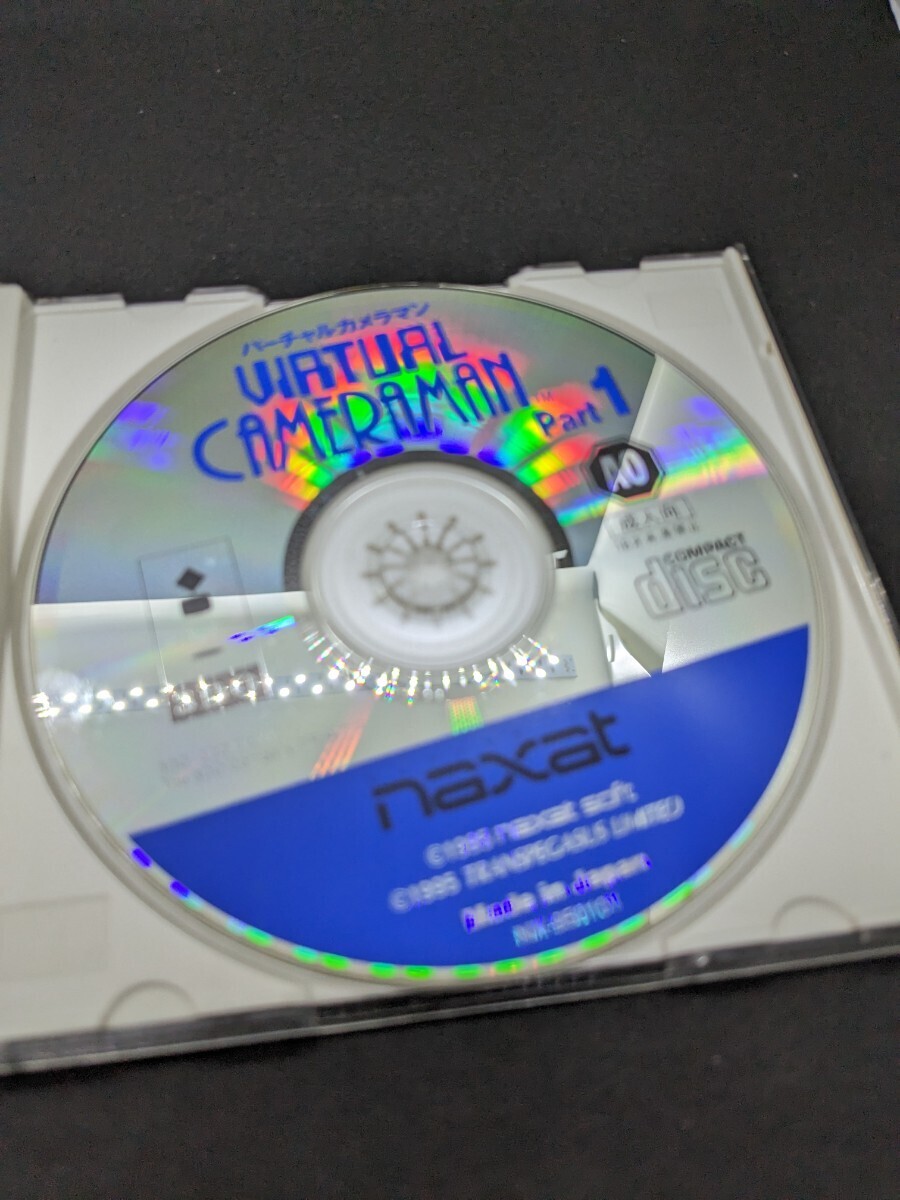 バーチャルカメラマン
VIRTUAL
CAMERAMAN™
Part 1
AO
成人向
COMPACT
disc
naxat
©1995 naxat soft
©1995 TRANSPEGASUS LIMITED
Made in Japan